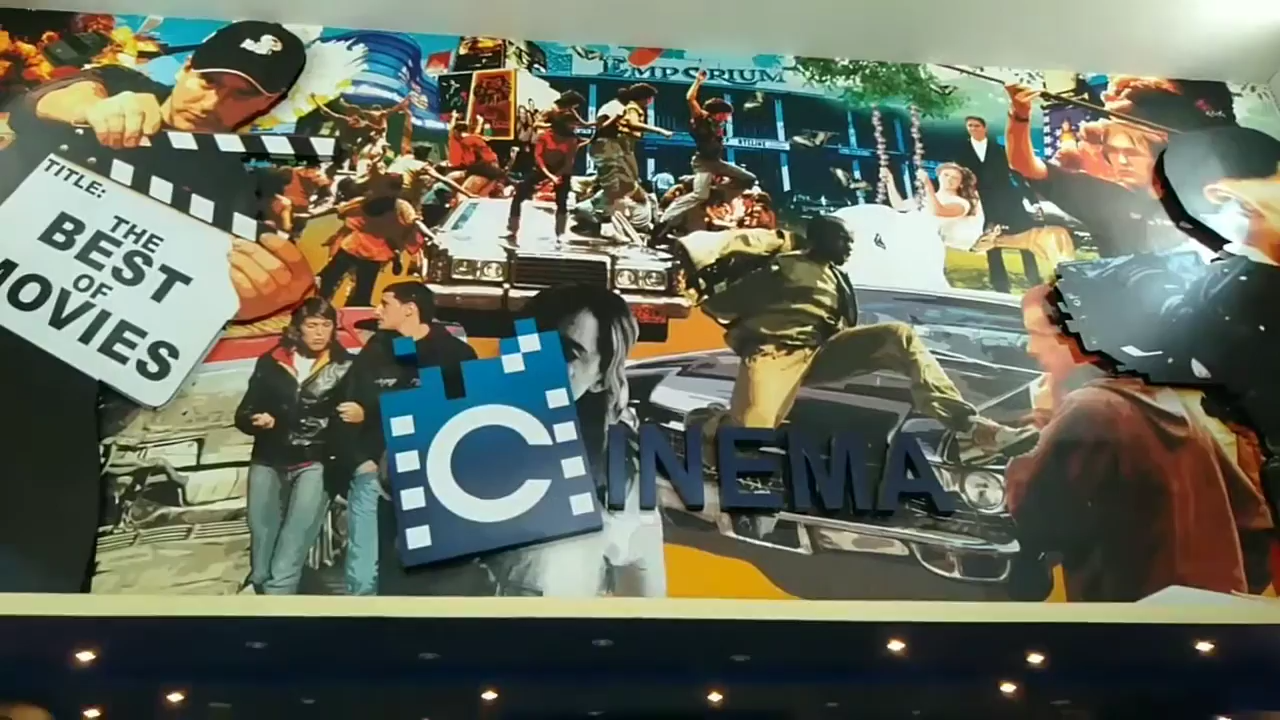 EMPORIUM
TITLE:
THE
BEST
OF
MOVIES
CINEMA